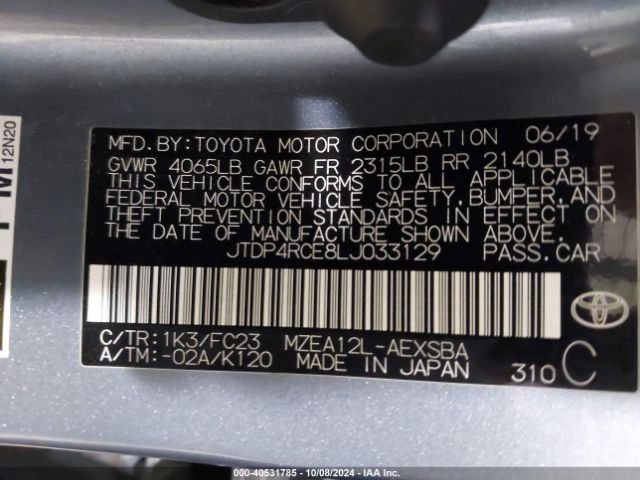 MFD.BY:TOYOTA MOTOR CORPORATION 06/19
GVWR 4065LB GAWR FR 2315LB RR 2140LB
THIS VEHICLE CONFORMS TO ALL APPLICABLE
FEDERAL MOTOR VEHICLE SAFETY,BUMPER,AND
THEFT PREVENTION STANDARDS IN EFFECT ON
THE DATE OF MANUFACTURE SHOWN ABOVE.
JTDP4RCE8LJ033129 PASS.CAR
C/TR:1K3/FC23 MZEA12L-AEXSBA
A/TM:-02A/K120 MADE IN JAPAN 310 C
12N20
000-40531785 - 10/08/2024 - IAA Inc.